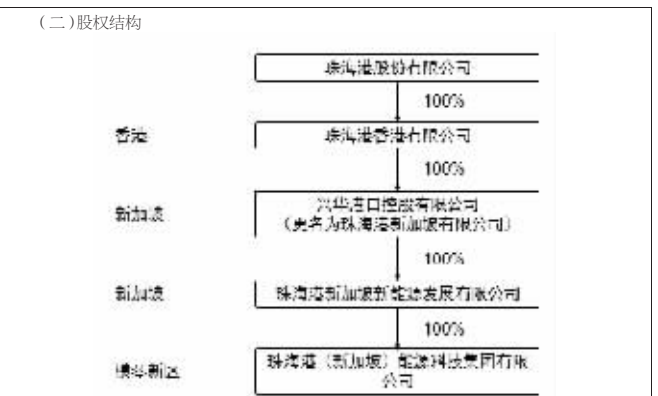 (二)股权结构
珠海港股份有限公司
100%
香港
珠海港香港有限公司
100%
新加坡
兴华港口控股有限公司
(更名为珠海港新加坡有限公司)
100%
新加坡
珠海港新加坡新能源发展有限公司
100%
横琴新区
珠海港(新加坡)能源科技集团有限
公司